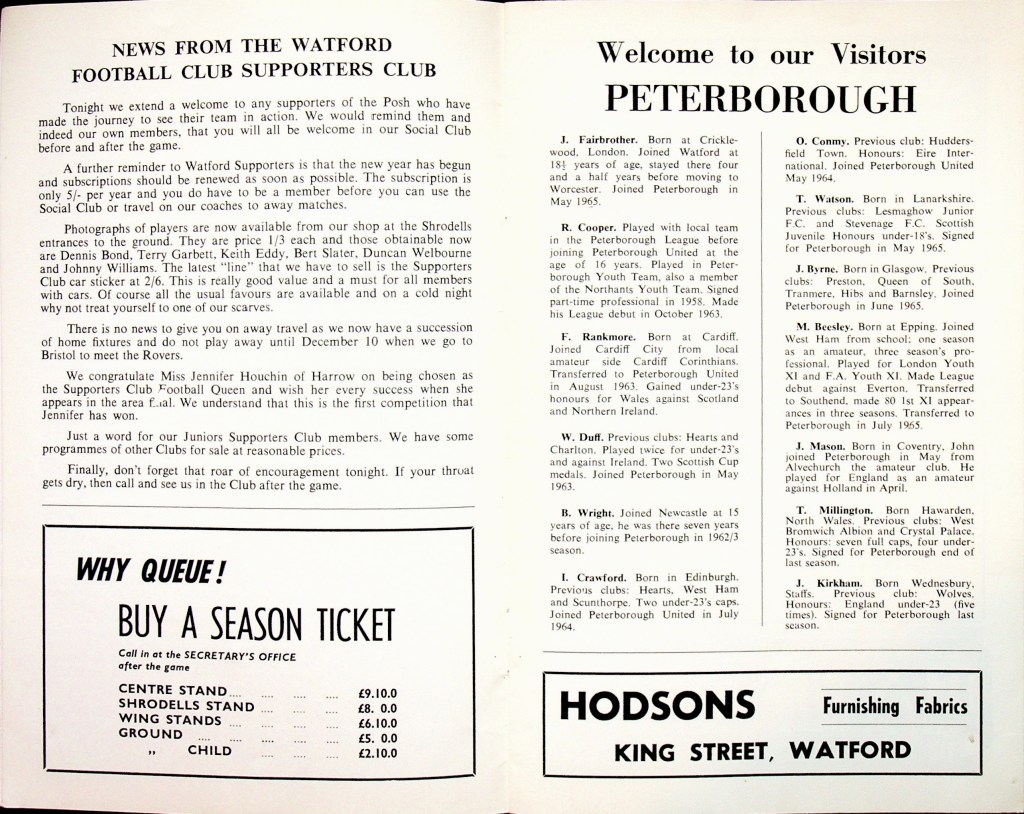 NEWS FROM THE WATFORD
FOOTBALL CLUB SUPPORTERS CLUB
Tonight we extend a welcome to any supporters of the Posh who have
made the journey to see their team in action. We would remind them and
indeed our own members, that you will all be welcome in our Social Club
before and after the game.
A further reminder to Watford Supporters is that the new year has begun
and subscriptions should be renewed as soon as possible. The subscription is
only 5/- per year and you do have to be a member before you can use the
Social Club or travel on our coaches to away matches.
Photographs of players are now available from our shop at the Shrodells
entrances to the ground. They are price 1/3 each and those obtainable now
are Dennis Bond, Terry Garbett, Keith Eddy, Bert Slater, Duncan Welbourne
and Johnny Williams. The latest "line" that we have to sell is the Supporters
Club car sticker at 2/6. This is really good value and a must for all members
with cars. Of course all the usual favours are available and on a cold night
why not treat yourself to one of our scarves.
There is no news to give you on away travel as we now have a succession
of home fixtures and do not play away until December 10 when we go to
Bristol to meet the Rovers.
We congratulate Miss Jennifer Houchin of Harrow on being chosen as
the Supporters Club Football Queen and wish her every success when she
appears in the area final. We understand that this is the first competition that
Jennifer has won.
Just a word for our Juniors Supporters Club members. We have some
programmes of other Clubs for sale at reasonable prices.
Finally, don't forget that roar of encouragement tonight. If your throat
gets dry, then call and see us in the Club after the game.
WHY QUEUE!
BUY A SEASON TICKET
Call in at the SECRETARY'S OFFICE
after the game
CENTRE STAND .... .... .... .... £9.10.0
SHRODELLS STAND .... .... .... £8. 0.0
WING STANDS .... .... .... .... £6.10.0
GROUND .... .... .... .... .... £5. 0.0
,, CHILD .... .... .... £2.10.0
Welcome to our Visitors
PETERBOROUGH
J. Fairbrother. Born at Crickle-
wood, London. Joined Watford at
18½ years of age, stayed there four
and a half years before moving to
Worcester. Joined Peterborough in
May 1965.
R. Cooper. Played with local team
in the Peterborough League before
joining Peterborough United at the
age of 16 years. Played in Peter-
borough Youth Team, also a member
of the Northants Youth Team. Signed
part-time professional in 1958. Made
his League debut in October 1963.
F. Rankmore. Born at Cardiff.
Joined Cardiff City from local
amateur side Cardiff Corinthians.
Transferred to Peterborough United
in August 1963. Gained under-23's
honours for Wales against Scotland
and Northern Ireland.
W. Duff. Previous clubs: Hearts and
Charlton. Played twice for under-23's
and against Ireland. Two Scottish Cup
medals. Joined Peterborough in May
1963.
B. Wright. Joined Newcastle at 15
years of age, he was there seven years
before joining Peterborough in 1962/3
season.
I. Crawford. Born in Edinburgh.
Previous clubs: Hearts, West Ham
and Scunthorpe. Two under-23's caps.
Joined Peterborough United in July
1964.
O. Conmy. Previous club: Hudders-
field Town. Honours: Eire Inter-
national. Joined Peterborough United
May 1964.
T. Watson. Born in Lanarkshire.
Previous clubs: Lesmaghow Junior
F.C. and Stevenage F.C. Scottish
Juvenile Honours under-18's. Signed
for Peterborough in May 1965.
J. Byrne. Born in Glasgow. Previous
clubs: Preston, Queen of South,
Tranmere, Hibs and Barnsley. Joined
Peterborough in June 1965.
M. Beesley. Born at Epping. Joined
West Ham from school: one season
as an amateur, three season's pro-
fessional. Played for London Youth
XI and F.A. Youth XI. Made League
debut against Everton. Transferred
to Southend, made 80 1st XI appear-
ances in three seasons. Transferred to
Peterborough in July 1965.
J. Mason. Born in Coventry, John
joined Peterborough in May from
Alvechurch the amateur club. He
played for England as an amateur
against Holland in April.
T. Millington. Born Hawarden,
North Wales. Previous clubs: West
Bromwich Albion and Crystal Palace.
Honours: seven full caps, four under-
23's. Signed for Peterborough end of
last season.
J. Kirkham. Born Wednesbury,
Staffs. Previous club: Wolves.
Honours: England under-23 (five
times). Signed for Peterborough last
season.
HODSONS Furnishing Fabrics
KING STREET, WATFORD